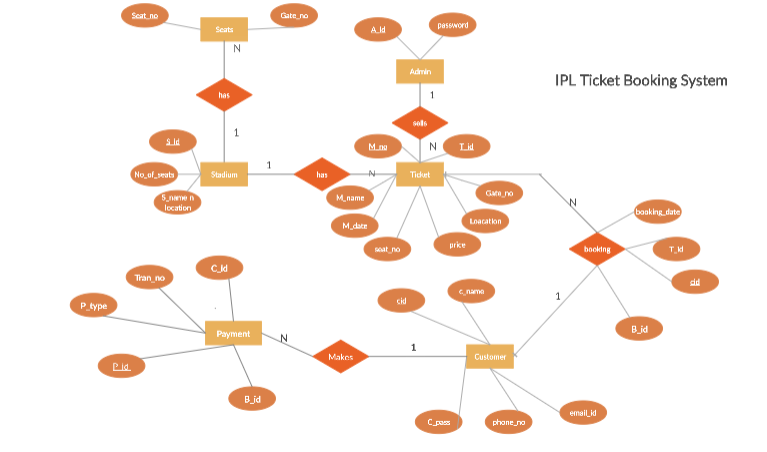 Seat_no
Seats
Gate_no
N
A_id
password
has
Admin
IPL Ticket Booking System
1
sells
1
S_id
M_no
N
T_id
No_of_seats
Stadium
1
has
N
Ticket
S_name n
location
M_name
Gate_no
N
booking_date
M_date
Loacation
seat_no
price
booking
T_id
C_id
Tran_no
cid
P_type
cid
c_name
1
B_id
Payment
N
Makes
1
Customer
P_id
B_id
C_pass
phone_no
email_id